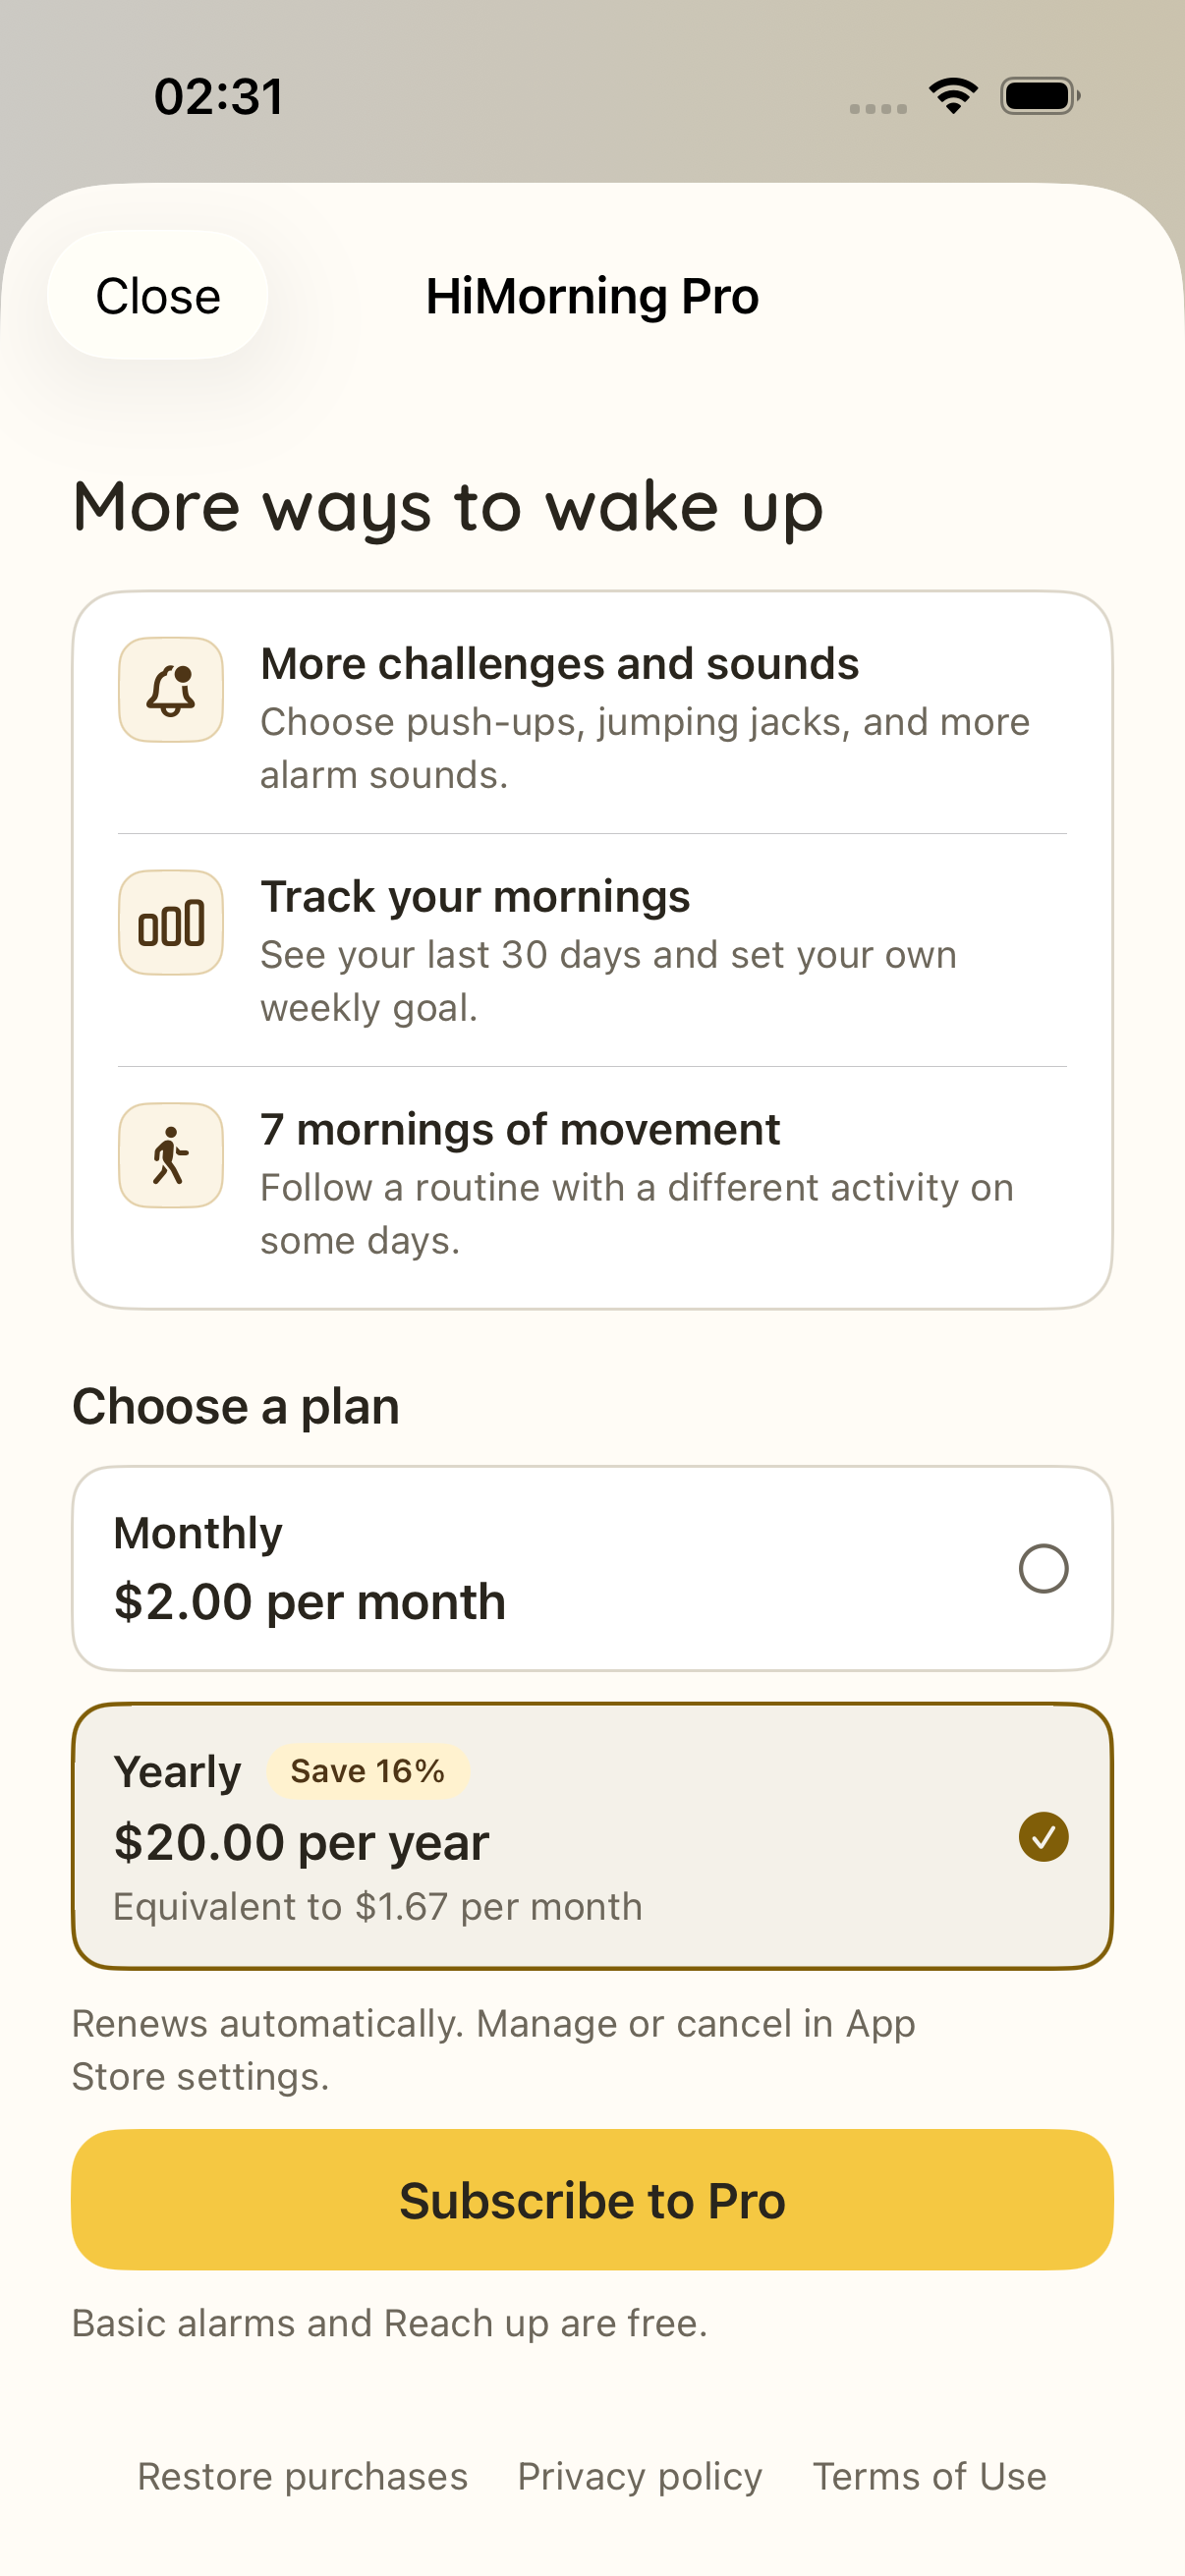 02:31
Close
HiMorning Pro
More ways to wake up
More challenges and sounds
Choose push-ups, jumping jacks, and more
alarm sounds.
Track your mornings
See your last 30 days and set your own
weekly goal.
7 mornings of movement
Follow a routine with a different activity on
some days.
Choose a plan
Monthly
$2.00 per month
Yearly
Save 16%
$20.00 per year
Equivalent to $1.67 per month
Renews automatically. Manage or cancel in App
Store settings.
Subscribe to Pro
Basic alarms and Reach up are free.
Restore purchases
Privacy policy
Terms of Use